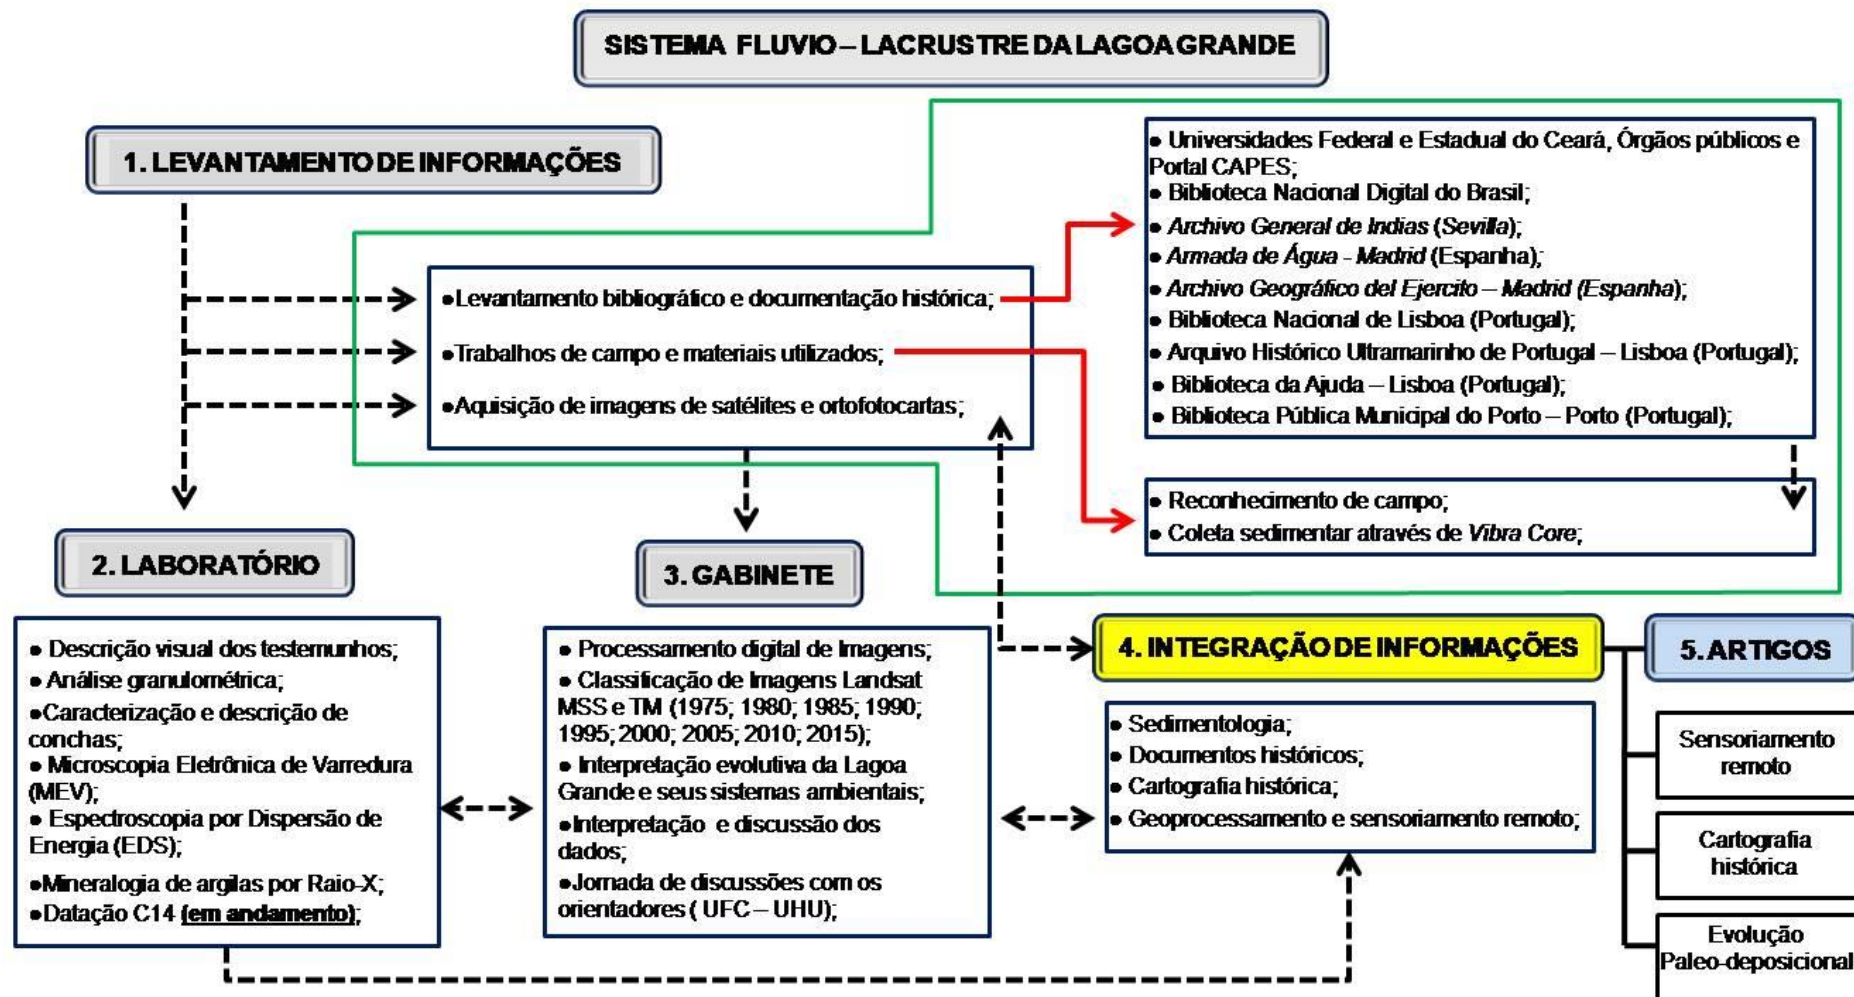 SISTEMA FLUVIO – LACRUSTRE DA LAGOA GRANDE
1. LEVANTAMENTO DE INFORMAÇÕES
● Universidades Federal e Estadual do Ceará, Órgãos públicos e
Portal CAPES;
● Biblioteca Nacional Digital do Brasil;
● Archivo General de Indias (Sevilla);
● Armada de Água - Madrid (Espanha);
● Archivo Geográfico del Ejercito – Madrid (Espanha);
● Biblioteca Nacional de Lisboa (Portugal);
● Arquivo Histórico Ultramarinho de Portugal – Lisboa (Portugal);
● Biblioteca da Ajuda – Lisboa (Portugal);
● Biblioteca Pública Municipal do Porto – Porto (Portugal);
●Levantamento bibliográfico e documentação histórica;
●Trabalhos de campo e materiais utilizados;
●Aquisição de imagens de satélites e ortofotocartas;
● Reconhecimento de campo;
● Coleta sedimentar através de Vibra Core;
2. LABORATÓRIO
● Descrição visual dos testemunhos;
● Análise granulométrica;
●Caracterização e descrição de
conchas;
● Microscopia Eletrônica de Varredura
(MEV);
● Espectroscopia por Dispersão de
Energia (EDS);
●Mineralogia de argilas por Raio-X;
●Datação C14 (em andamento);
3. GABINETE
● Processamento digital de Imagens;
● Classificação de Imagens Landsat
MSS e TM (1975; 1980; 1985; 1990;
1995; 2000; 2005; 2010; 2015);
● Interpretação evolutiva da Lagoa
Grande e seus sistemas ambientais;
●Interpretação e discussão dos
dados;
●Jornada de discussões com os
orientadores ( UFC – UHU);
4. INTEGRAÇÃO DE INFORMAÇÕES
● Sedimentologia;
● Documentos históricos;
● Cartografia histórica;
● Geoprocessamento e sensoriamento remoto;
5. ARTIGOS
Sensoriamento
remoto
Cartografia
histórica
Evolução
Paleo-deposicional